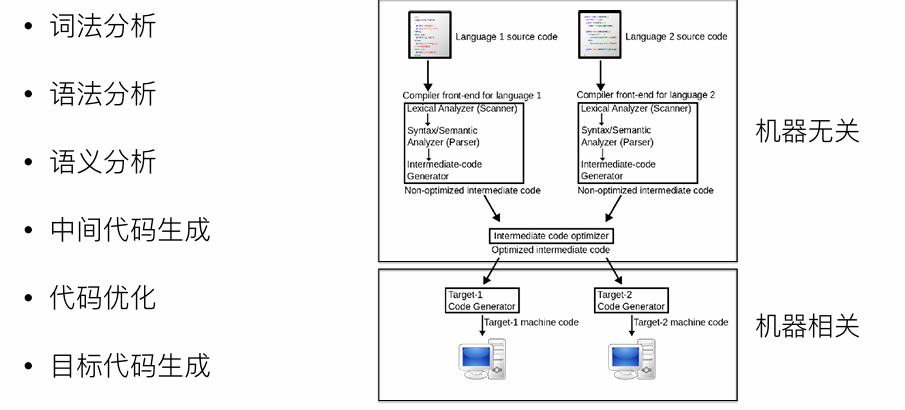 词法分析
语法分析
语义分析
中间代码生成
代码优化
目标代码生成
Language 1 source code
Language 2 source code
Compiler front-end for language 1
Lexical Analyzer (Scanner)
Syntax/Semantic
Analyzer (Parser)
Intermediate-code
Generator
Non-optimized intermediate code
Compiler front-end for language 2
Lexical Analyzer (Scanner)
Syntax/Semantic
Analyzer (Parser)
Intermediate-code
Generator
Non-optimized intermediate code
Intermediate code optimizer
Optimized intermediate code
Target-1
Code Generator
Target-1 machine code
Target-2
Code Generator
Target-2 machine code
机器无关
机器相关